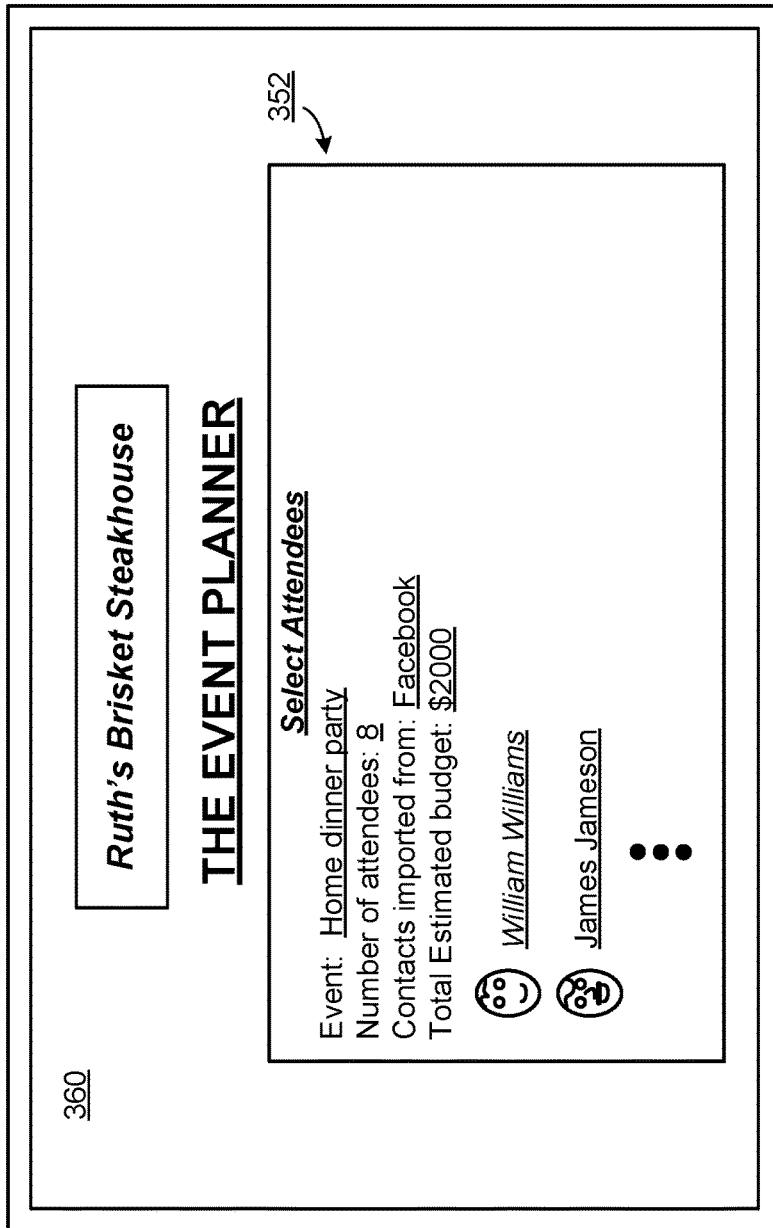 360
Ruth's Brisket Steakhouse
THE EVENT PLANNER
352
Select Attendees
Event: Home dinner party
Number of attendees: 8
Contacts imported from: Facebook
Total Estimated budget: $2000
William Williams
James Jameson